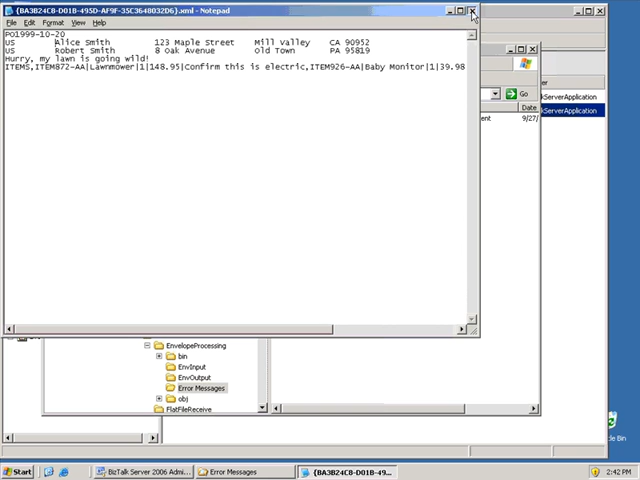 {BA3B24C8-D01B-495D-AF9F-35C3648032D6}.xml - Notepad
File Edit Format View Help
PO1999-10-20
US Alice Smith 123 Maple Street Mill Valley CA 90952
US Robert Smith 8 Oak Avenue Old Town PA 95819
Hurry, my lawn is going wild!
ITEMS,ITEM872-AA|Lawnmower|1|148.95|Confirm this is electric,ITEM926-AA|Baby Monitor|1|39.98
Go
Date
9/27/
kServerApplication
kServerApplication
EnvelopeProcessing
bin
EnvInput
EnvOutput
Error Messages
obj
FlatFileReceive
le Bin
Start
BizTalk Server 2006 Admi...
Error Messages
{BA3B24C8-D01B-49...
2:42 PM